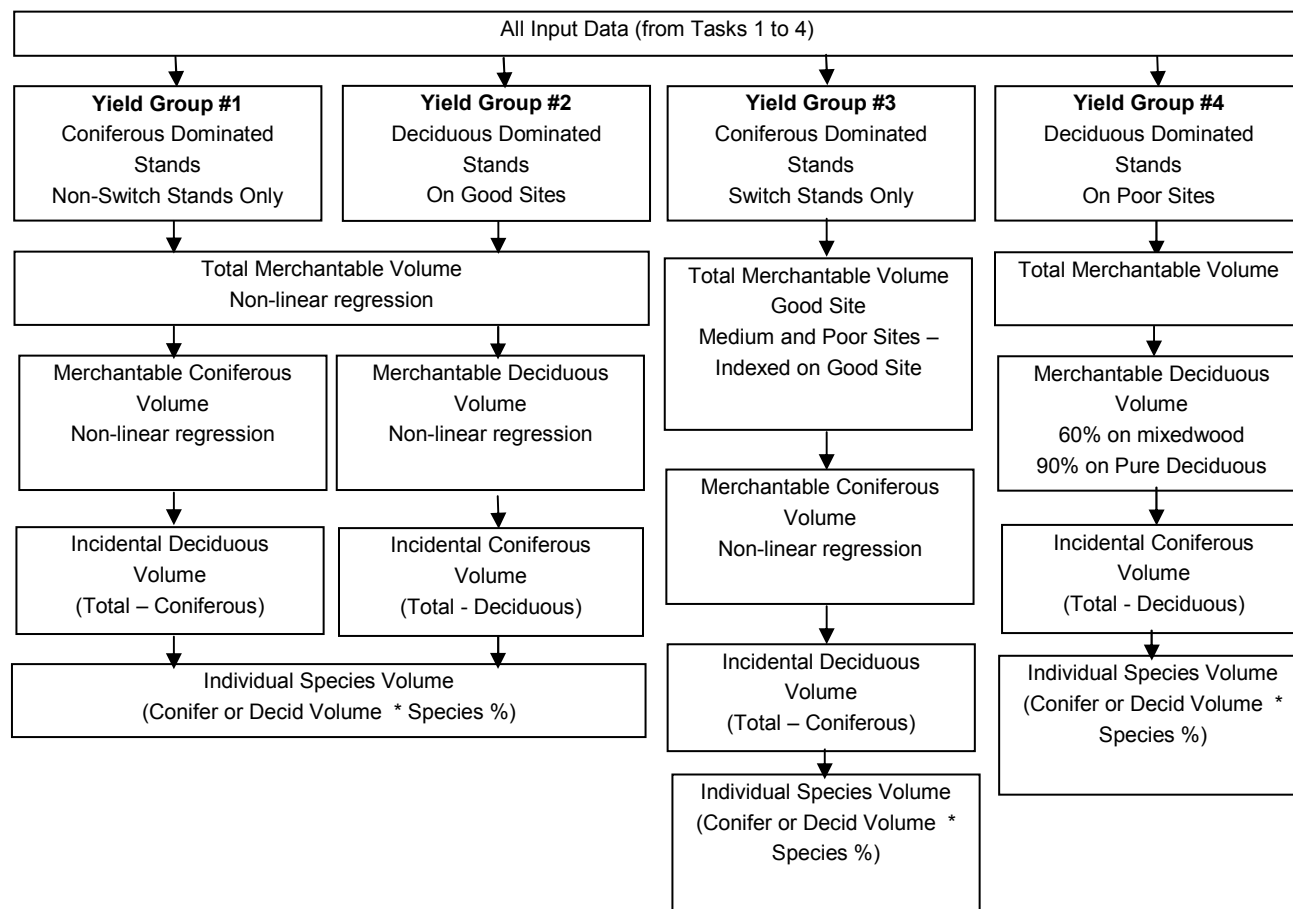 All Input Data (from Tasks 1 to 4)
Yield Group #1
Coniferous Dominated
Stands
Non-Switch Stands Only
Yield Group #2
Deciduous Dominated
Stands
On Good Sites
Yield Group #3
Coniferous Dominated
Stands
Switch Stands Only
Yield Group #4
Deciduous Dominated
Stands
On Poor Sites
Total Merchantable Volume
Non-linear regression
Merchantable Coniferous
Volume
Non-linear regression
Merchantable Deciduous
Volume
Non-linear regression
Incidental Deciduous
Volume
(Total – Coniferous)
Incidental Coniferous
Volume
(Total - Deciduous)
Individual Species Volume
(Conifer or Decid Volume * Species %)
Total Merchantable Volume
Good Site
Medium and Poor Sites –
Indexed on Good Site
Merchantable Coniferous
Volume
Non-linear regression
Incidental Deciduous
Volume
(Total – Coniferous)
Individual Species Volume
(Conifer or Decid Volume *
Species %)
Total Merchantable Volume
Merchantable Deciduous
Volume
60% on mixedwood
90% on Pure Deciduous
Incidental Coniferous
Volume
(Total - Deciduous)
Individual Species Volume
(Conifer or Decid Volume *
Species %)